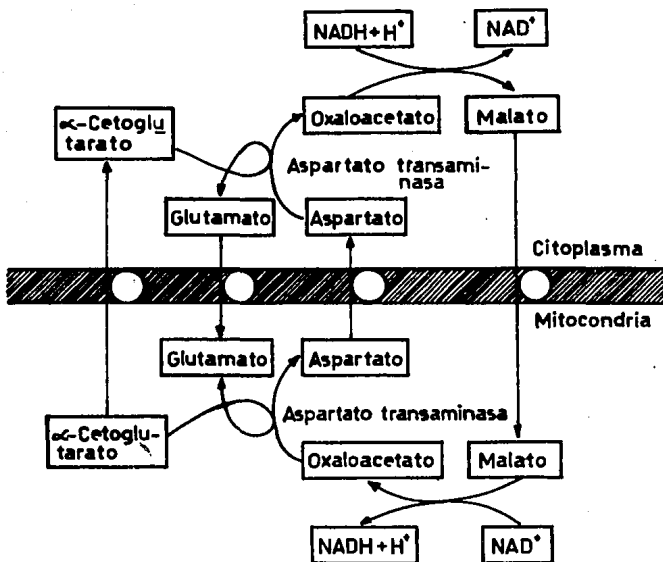 NADH+H⁺
NAD⁺
α-Cetoglu
tarato
Oxaloacetato
Malato
Aspartato transami-
nasa
Glutamato
Aspartato
Citoplasma
Mitocondria
Glutamato
Aspartato
Aspartato transaminasa
α-Cetoglu-
tarato
Oxaloacetato
Malato
NADH+H⁺
NAD⁺